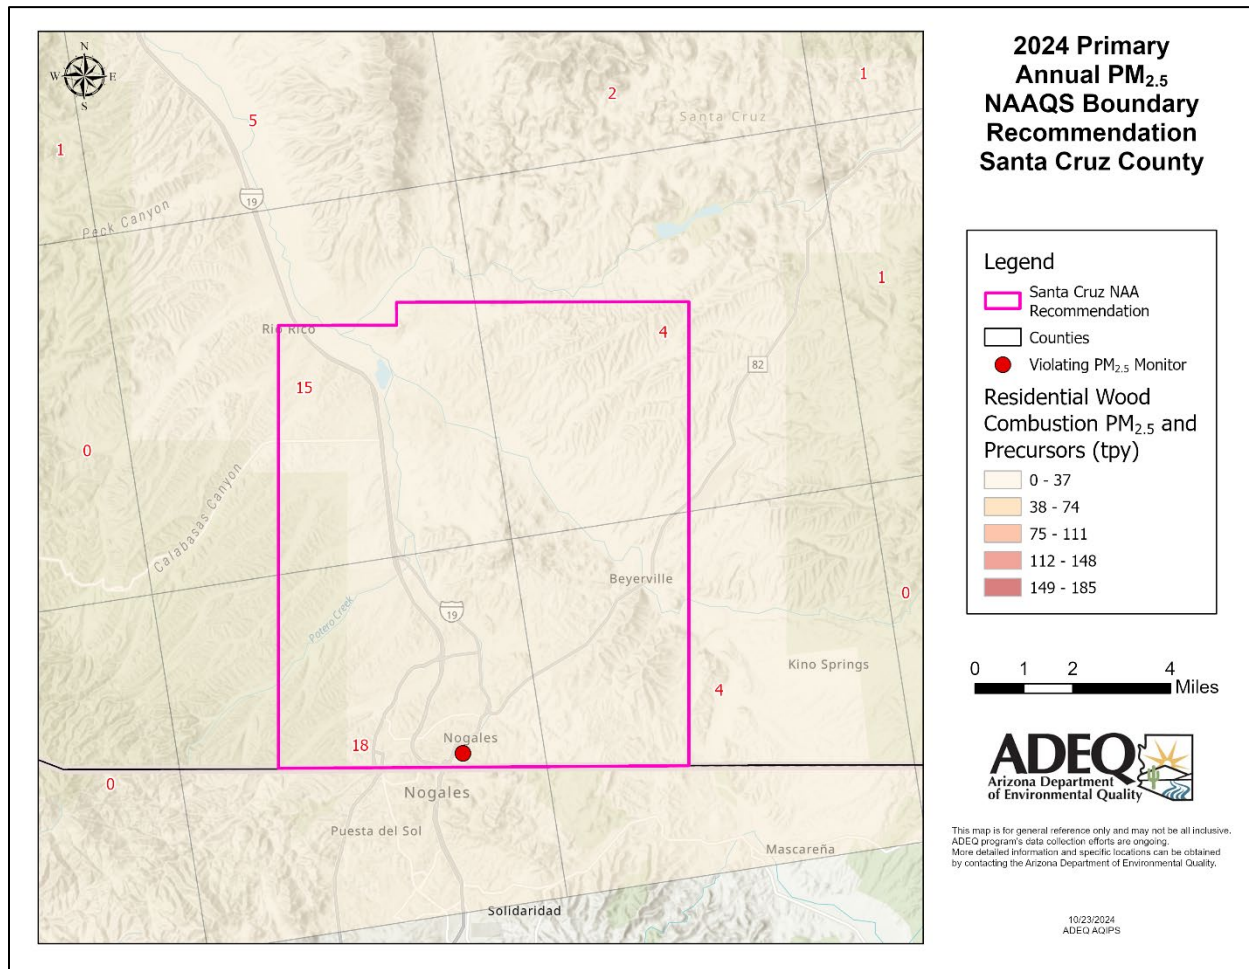 2024 Primary
Annual PM2.5
NAAQS Boundary
Recommendation
Santa Cruz County
N
W E
S
1
2
Santa Cruz
5
1
19
Peck Canyon
1
Rio Rico
4
82
15
0
Calabasas Canyon
Beyerville
0
19
Potero Creek
Kino Springs
4
18
Nogales
0
Nogales
Puesta del Sol
Mascareña
Solidaridad
Legend
Santa Cruz NAA
Recommendation
Counties
Violating PM2.5 Monitor
Residential Wood
Combustion PM2.5 and
Precursors (tpy)
0 - 37
38 - 74
75 - 111
112 - 148
149 - 185
0 1 2 4
Miles
ADEQ
Arizona Department
of Environmental Quality
This map is for general reference only and may not be all inclusive.
ADEQ program's data collection efforts are ongoing.
More detailed information and specific locations can be obtained
by contacting the Arizona Department of Environmental Quality.
10/23/2024
ADEQ AQIPS